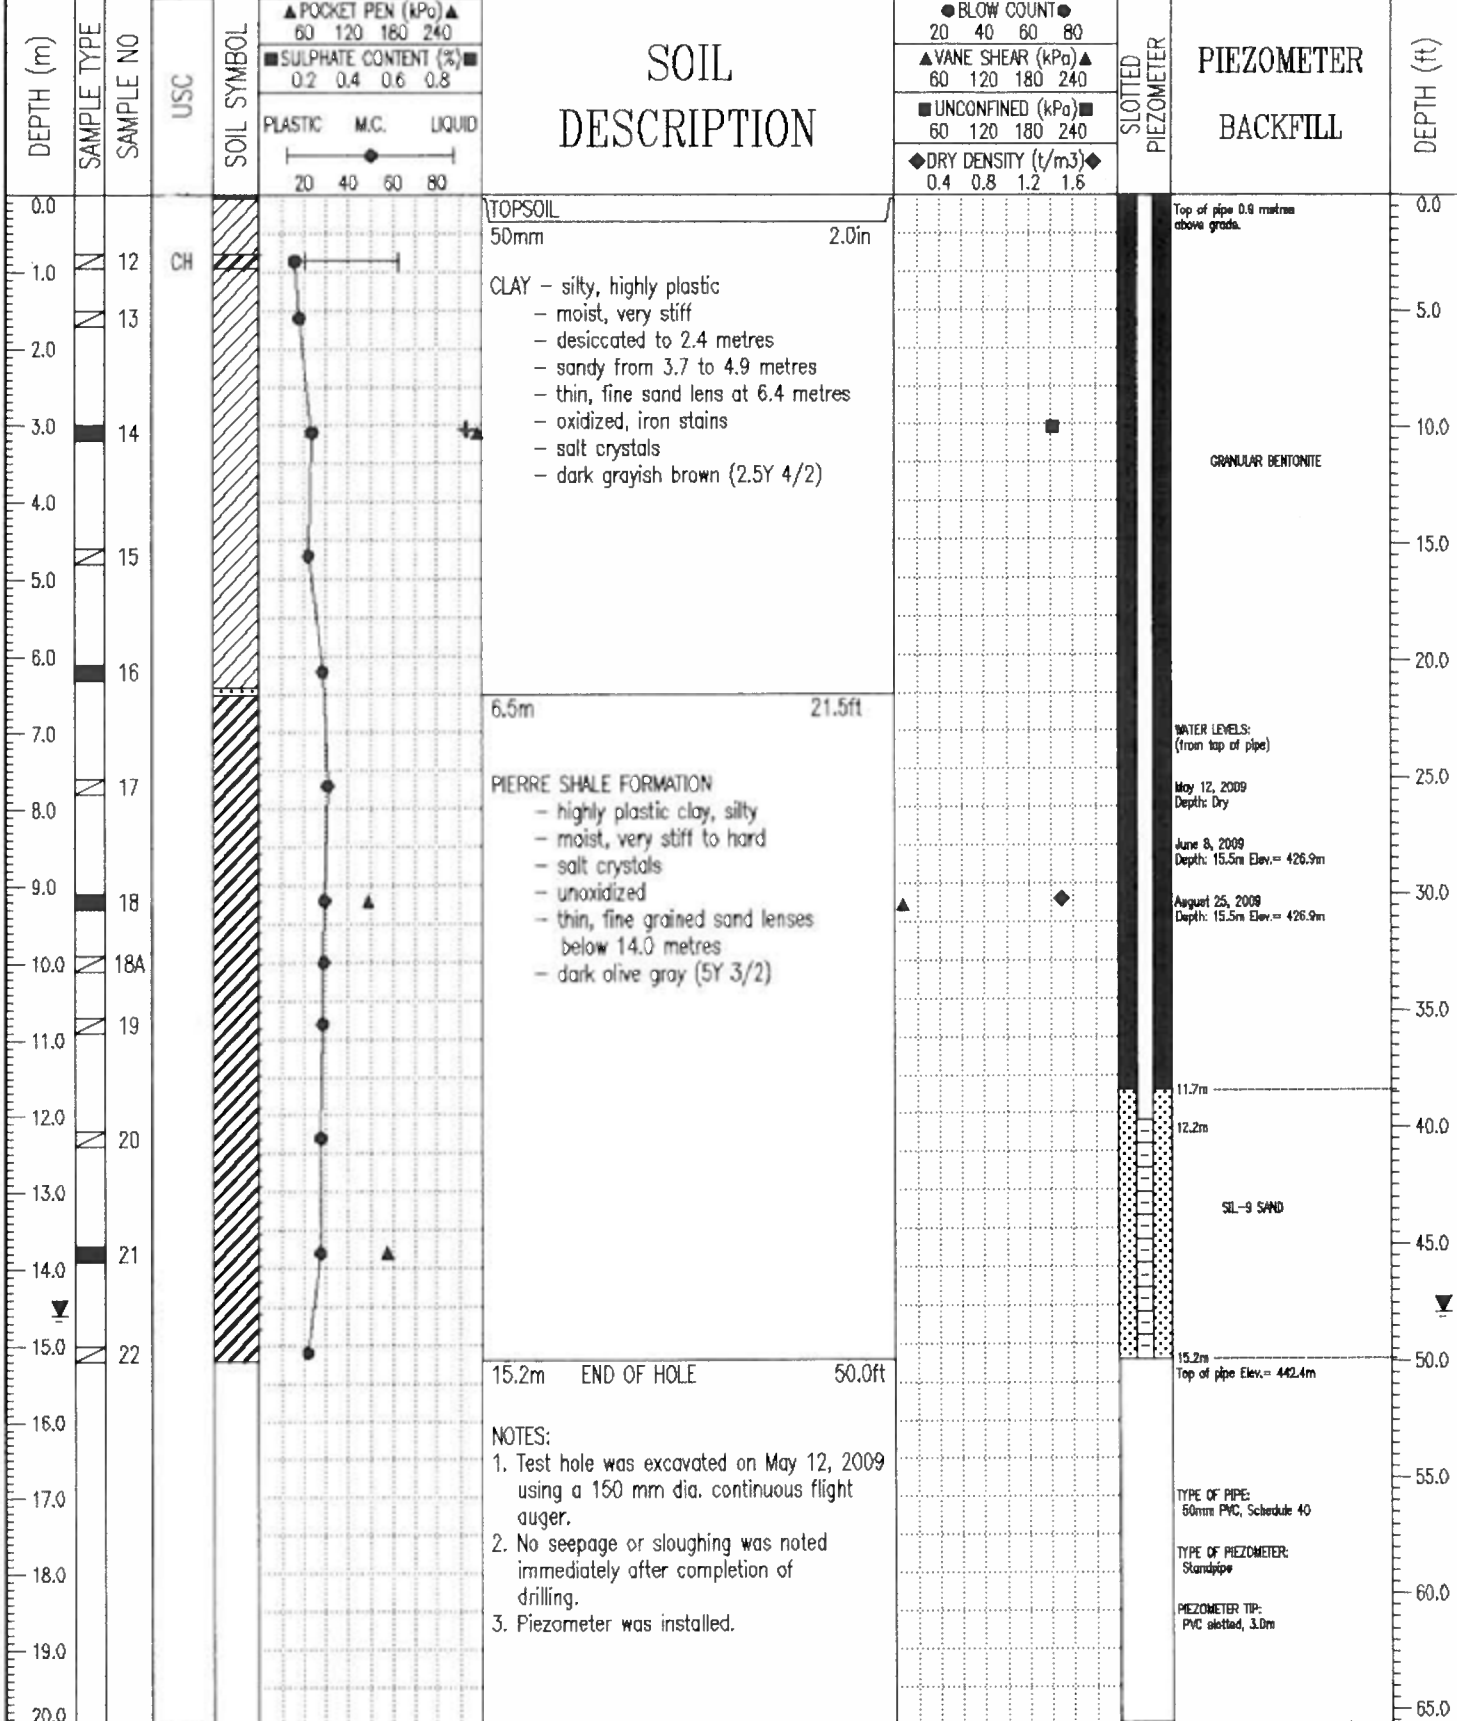 DEPTH (m)
SAMPLE TYPE
SAMPLE NO
USC
SOIL SYMBOL
▲POCKET PEN (kPa)▲
60 120 180 240
■SULPHATE CONTENT (%)■
0.2 0.4 0.6 0.8
PLASTIC M.C. LIQUID
20 40 60 80
SOIL
DESCRIPTION
●BLOW COUNT●
20 40 60 80
▲VANE SHEAR (kPa)▲
60 120 180 240
■UNCONFINED (kPa)■
60 120 180 240
◆DRY DENSITY (t/m3)◆
0.4 0.8 1.2 1.6
SLOTTED
PIEZOMETER
PIEZOMETER
BACKFILL
DEPTH (ft)
0.0
1.0
2.0
3.0
4.0
5.0
6.0
7.0
8.0
9.0
10.0
11.0
12.0
13.0
14.0
15.0
16.0
17.0
18.0
19.0
20.0
12
13
14
15
16
17
18
18A
19
20
21
22
CH
TOPSOIL
50mm 2.0in
CLAY – silty, highly plastic
– moist, very stiff
– desiccated to 2.4 metres
– sandy from 3.7 to 4.9 metres
– thin, fine sand lens at 6.4 metres
– oxidized, iron stains
– salt crystals
– dark grayish brown (2.5Y 4/2)
6.5m 21.5ft
PIERRE SHALE FORMATION
– highly plastic clay, silty
– moist, very stiff to hard
– salt crystals
– unoxidized
– thin, fine grained sand lenses
below 14.0 metres
– dark olive gray (5Y 3/2)
15.2m END OF HOLE 50.0ft
NOTES:
1. Test hole was excavated on May 12, 2009
using a 150 mm dia. continuous flight
auger.
2. No seepage or sloughing was noted
immediately after completion of
drilling.
3. Piezometer was installed.
Top of pipe 0.9 metres
above grade.
GRANULAR BENTONITE
WATER LEVELS:
(from top of pipe)
May 12, 2009
Depth: Dry
June 8, 2009
Depth: 15.5m Elev.= 426.9m
August 25, 2009
Depth: 15.5m Elev.= 426.9m
11.7m
12.2m
SIL-9 SAND
15.2m
Top of pipe Elev.= 442.4m
TYPE OF PIPE:
50mm PVC, Schedule 40
TYPE OF PIEZOMETER:
Standpipe
PIEZOMETER TIP:
PVC slotted, 3.0m
0.0
5.0
10.0
15.0
20.0
25.0
30.0
35.0
40.0
45.0
50.0
55.0
60.0
65.0